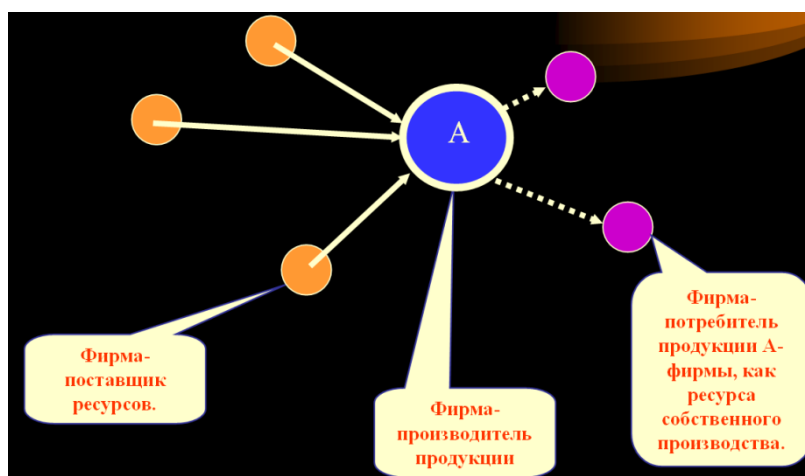 А
Фирма-
поставщик
ресурсов.
Фирма-
производитель
продукции
Фирма-
потребитель
продукции А-
фирмы, как
ресурса
собственного
производства.